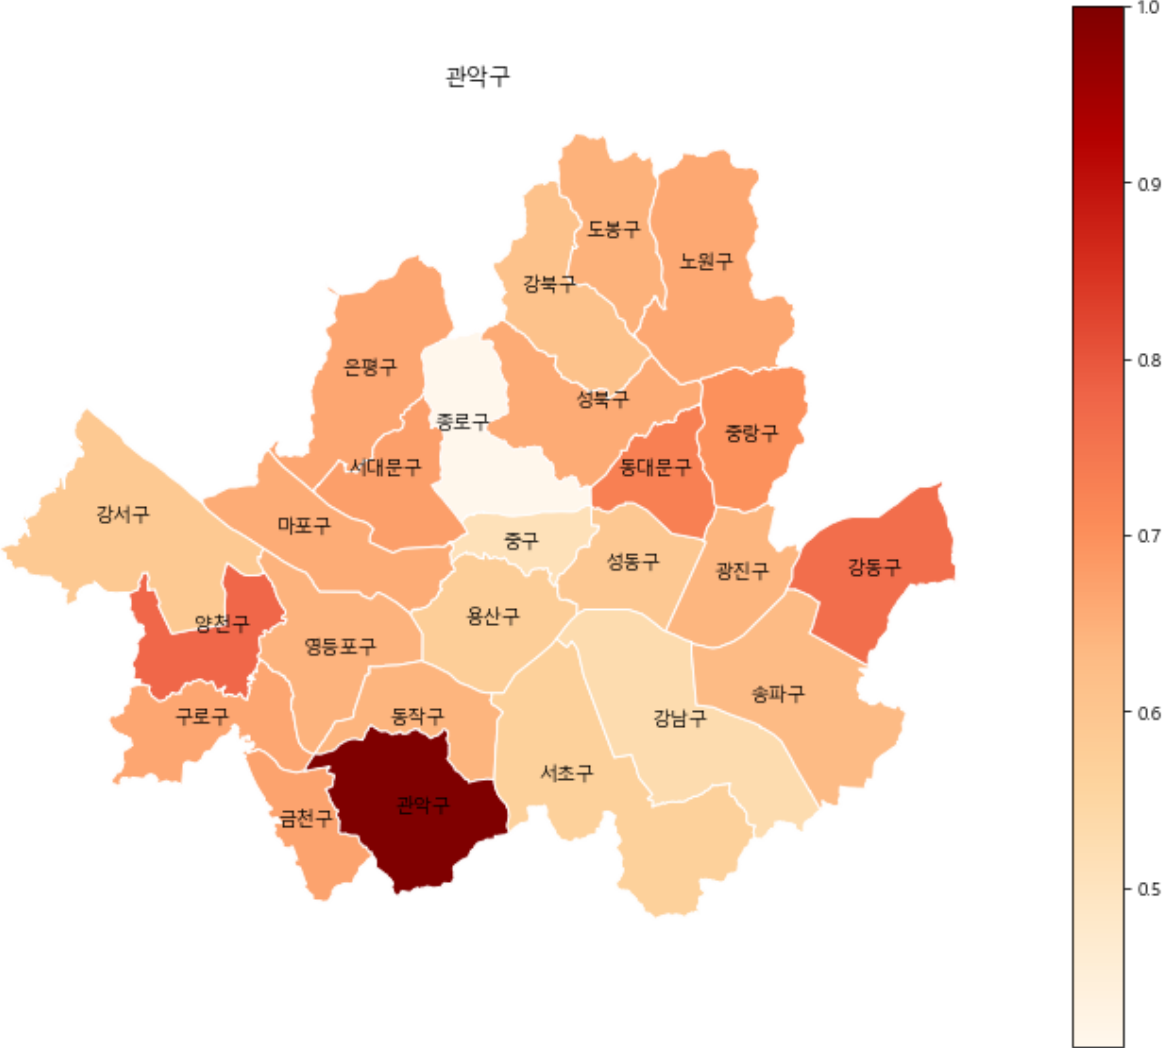 관악구
1.0
0.9
0.8
0.7
0.6
0.5
도봉구
노원구
강북구
은평구
성북구
종로구
중랑구
서대문구
동대문구
강서구
마포구
중구
성동구
광진구
강동구
양천구
용산구
영등포구
송파구
구로구
동작구
강남구
서초구
관악구
금천구